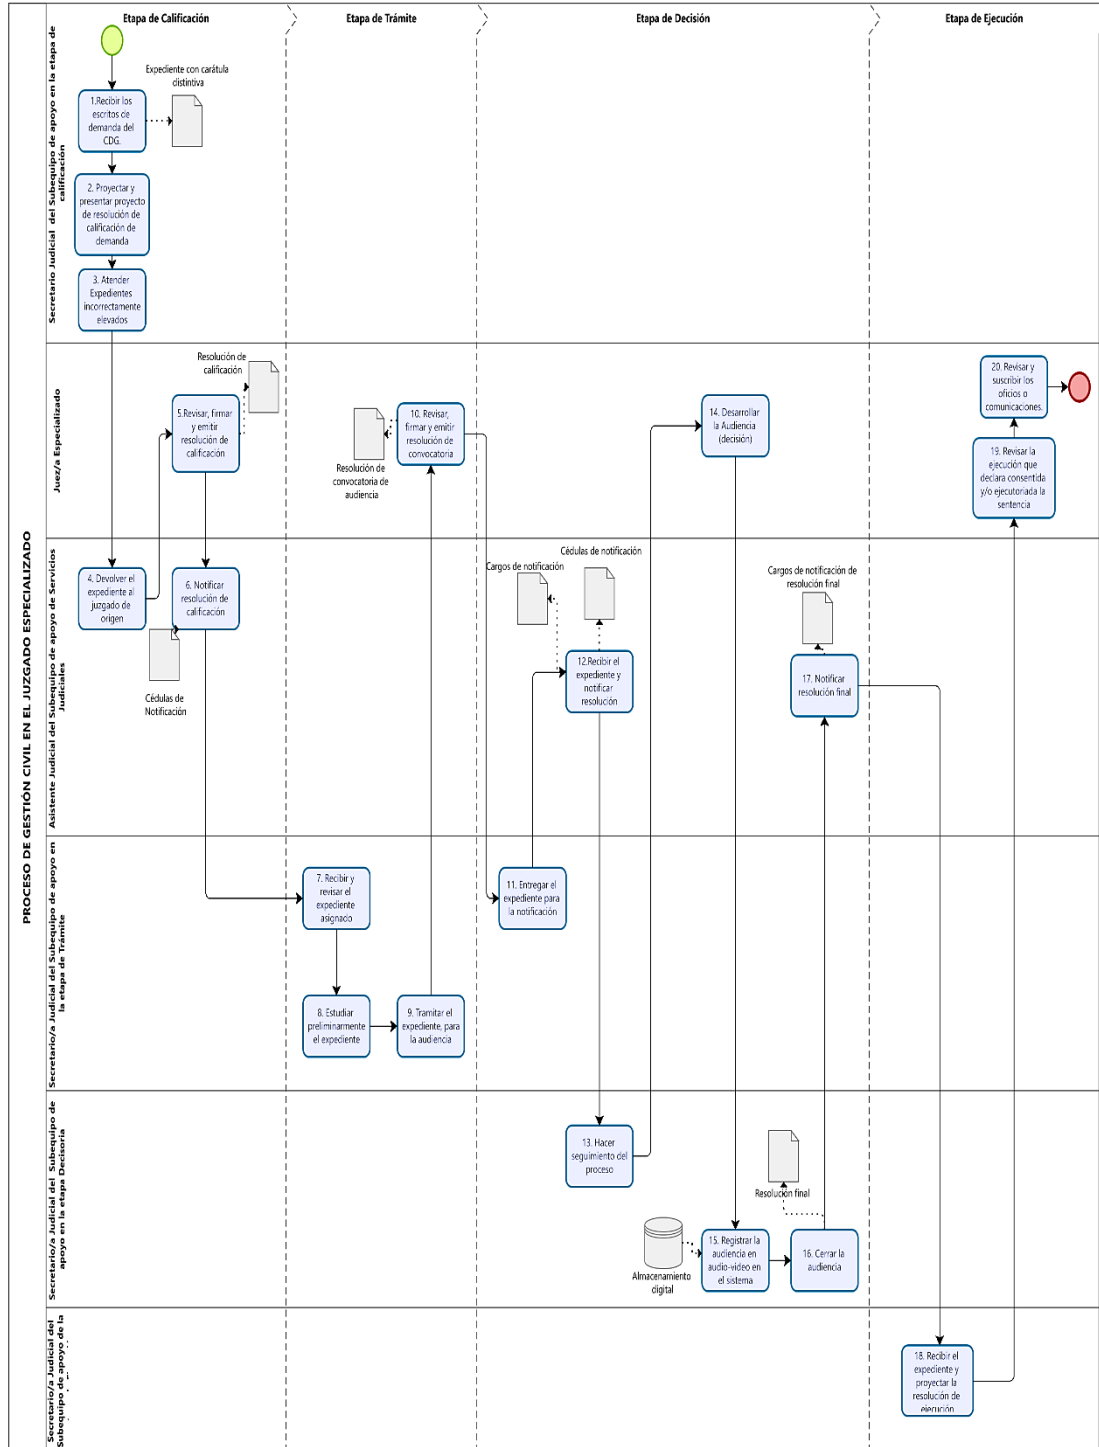 PROCESO DE GESTIÓN CIVIL EN EL JUZGADO ESPECIALIZADO
Etapa de Calificación
Etapa de Trámite
Etapa de Decisión
Etapa de Ejecución
Secretario Judicial del Subequipo de apoyo en la etapa de
calificación
Expediente con carátula
distintiva
1.Recibir los
escritos de
demanda del
CDG.
2. Proyectar y
presentar proyecto
de resolución de
calificación de
demanda
3. Atender
Expedientes
incorrectamente
elevados
Juez/a Especializado
Resolución de
calificación
5.Revisar, firmar
y emitir
resolución de
calificación
10. Revisar,
firmar y emitir
resolución de
convocatoria
Resolución de
convocatoria de
audiencia
14. Desarrollar
la Audiencia
(decisión)
20. Revisar y
suscribir los
oficios o
comunicaciones.
19. Revisar la
ejecución que
declara consentida
y/o ejecutoriada la
sentencia
Asistente Judicial del Subequipo de apoyo de Servicios
Judiciales
4. Devolver el
expediente al
juzgado de
origen
6. Notificar
resolución de
calificación
Cédulas de
Notificación
Cargos de notificación
Cédulas de notificación
12.Recibir el
expediente y
notificar
resolución
Cargos de notificación de
resolución final
17. Notificar
resolución final
Secretario/a Judicial del Subequipo de apoyo en
la etapa de Trámite
7. Recibir y
revisar el
expediente
asignado
8. Estudiar
preliminarmente
el expediente
9. Tramitar el
expediente, para
la audiencia
11. Entregar el
expediente para
la notificación
Secretario/a Judicial del Subequipo de
apoyo en la etapa Decisoria
13. Hacer
seguimiento del
proceso
Resolución final
Almacenamiento
digital
15. Registrar la
audiencia en
audio-video en
el sistema
16. Cerrar la
audiencia
Secretario/a Judicial del
Subequipo de apoyo de la
18. Recibir el
expediente y
proyectar la
resolución de
ejecución